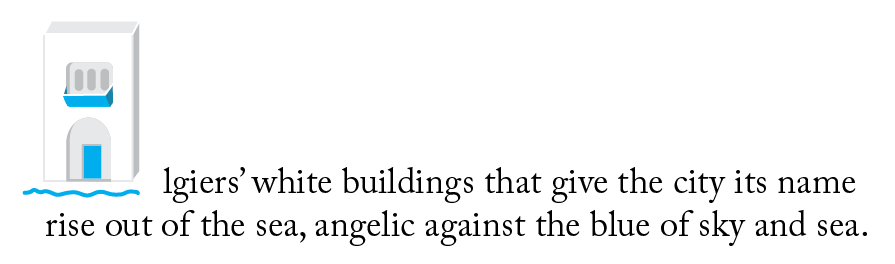 lgiers’ white buildings that give the city its name
rise out of the sea, angelic against the blue of sky and sea.